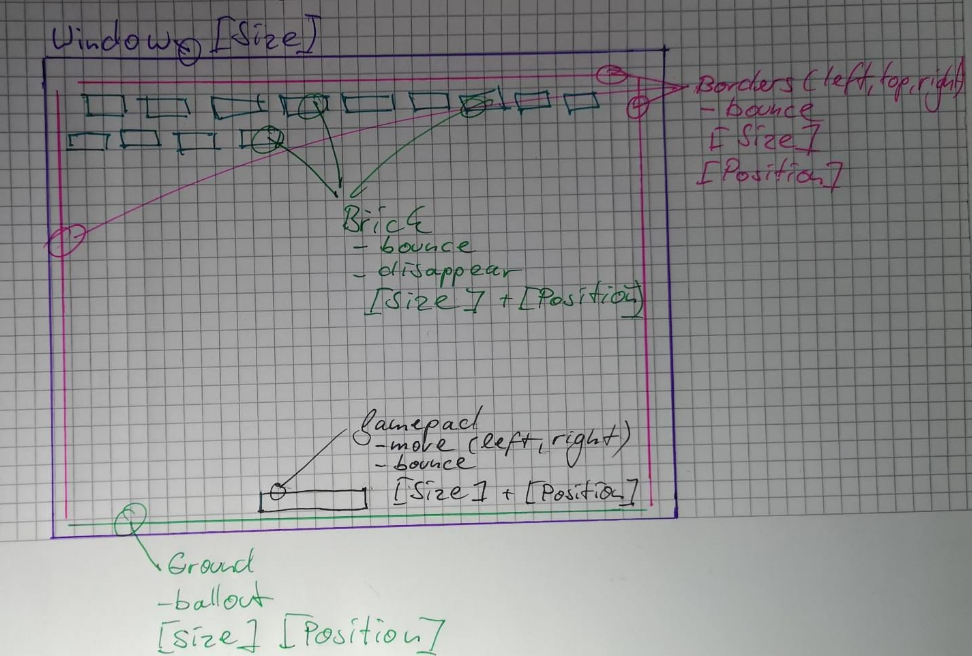 Window [Size]
Borders (left, top, right)
- bounce
[Size]
[Position]
Brick
- bounce
- disappear
[Size] + [Position]
Gamepad
- move (left, right)
- bounce
[Size] + [Position]
Ground
- ballout
[Size] [Position]